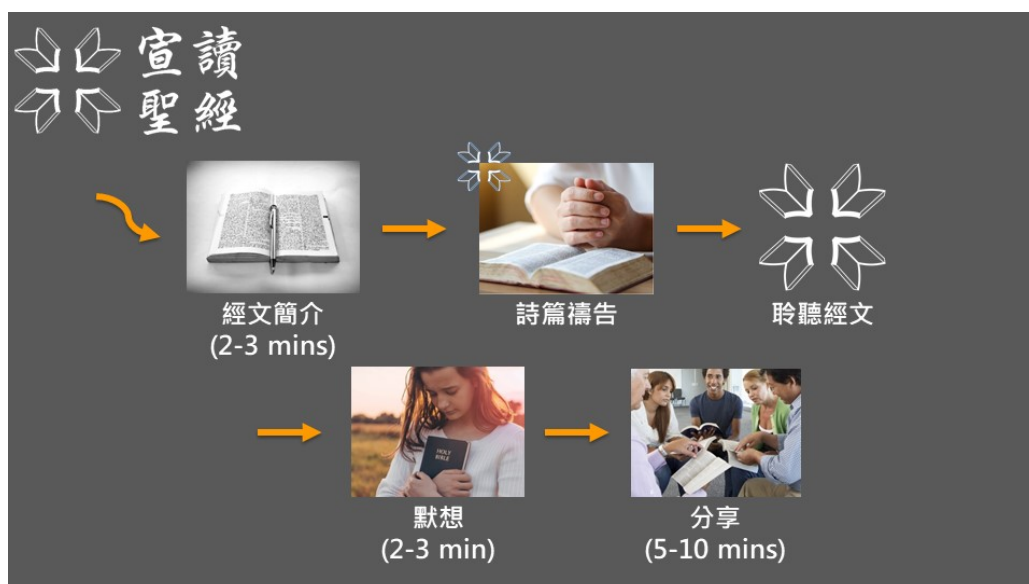 宣讀
聖經
經文簡介
(2-3 mins)
詩篇禱告
聆聽經文
HOLY
BIBLE
默想
(2-3 min)
分享
(5-10 mins)